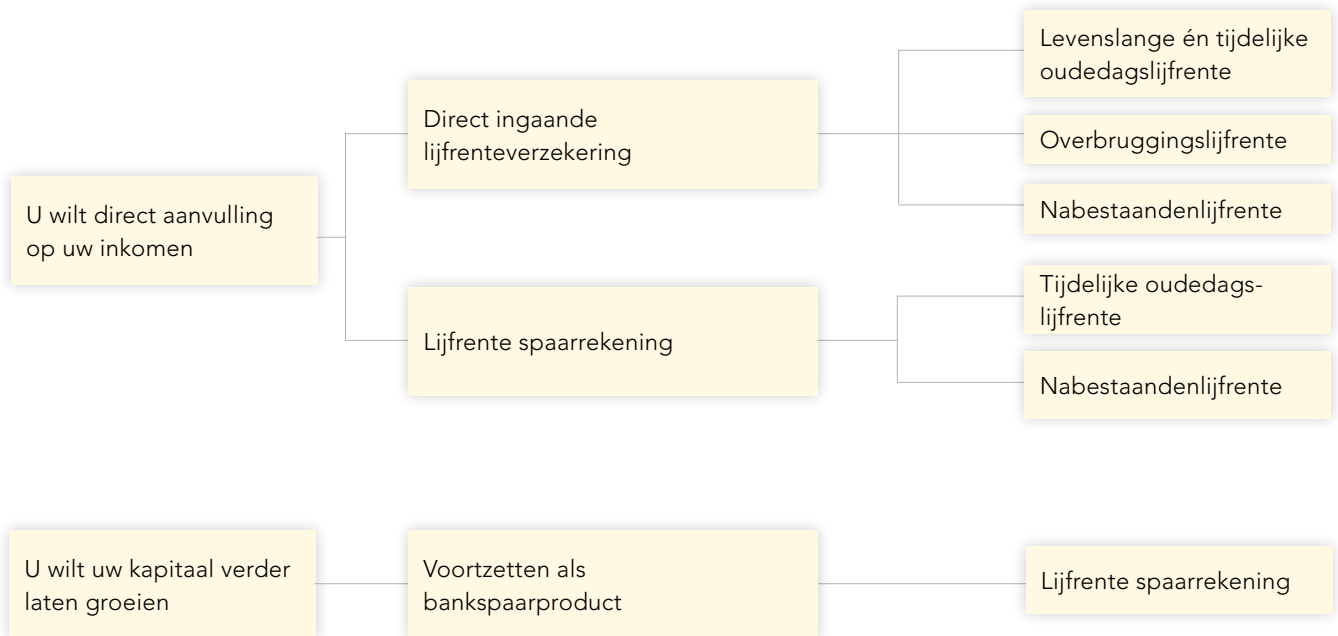 U wilt direct aanvulling
op uw inkomen
Direct ingaande
lijfrenteverzekering
Levenslange én tijdelijke
oudedagslijfrente
Overbruggingslijfrente
Nabestaandenlijfrente
Lijfrente spaarrekening
Tijdelijke oudedags-
lijfrente
Nabestaandenlijfrente
U wilt uw kapitaal verder
laten groeien
Voortzetten als
bankspaarproduct
Lijfrente spaarrekening